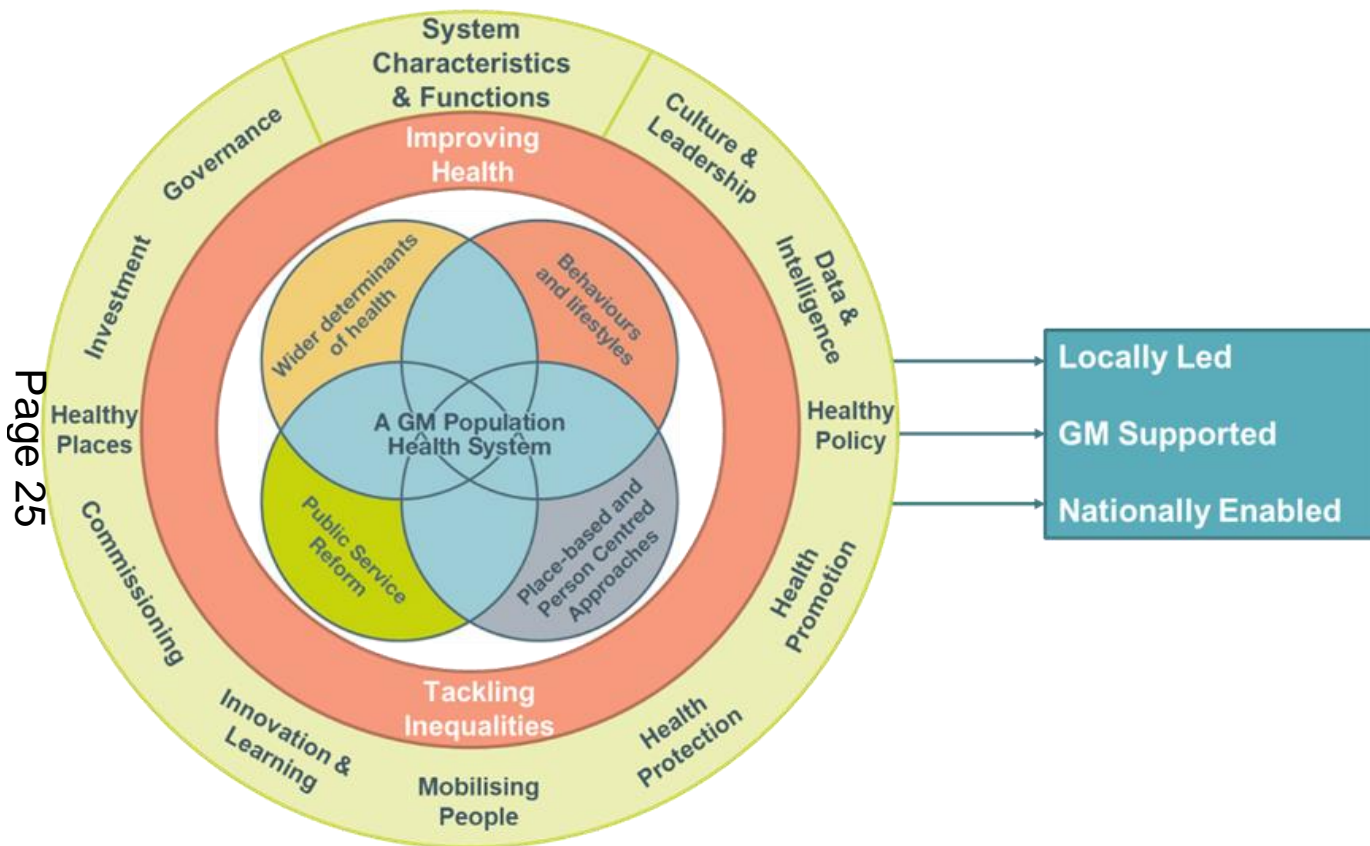 System
Characteristics
& Functions
Culture &
Leadership
Data &
Intelligence
Healthy
Policy
Health
Promotion
Health
Protection
Mobilising
People
Innovation &
Learning
Commissioning
Healthy
Places
Investment
Governance
Improving
Health
Tackling
Inequalities
Wider determinants
of health
Behaviours
and lifestyles
A GM Population
Health System
Public Service
Reform
Place-based and
Person Centred
Approaches
Locally Led
GM Supported
Nationally Enabled
Page 25